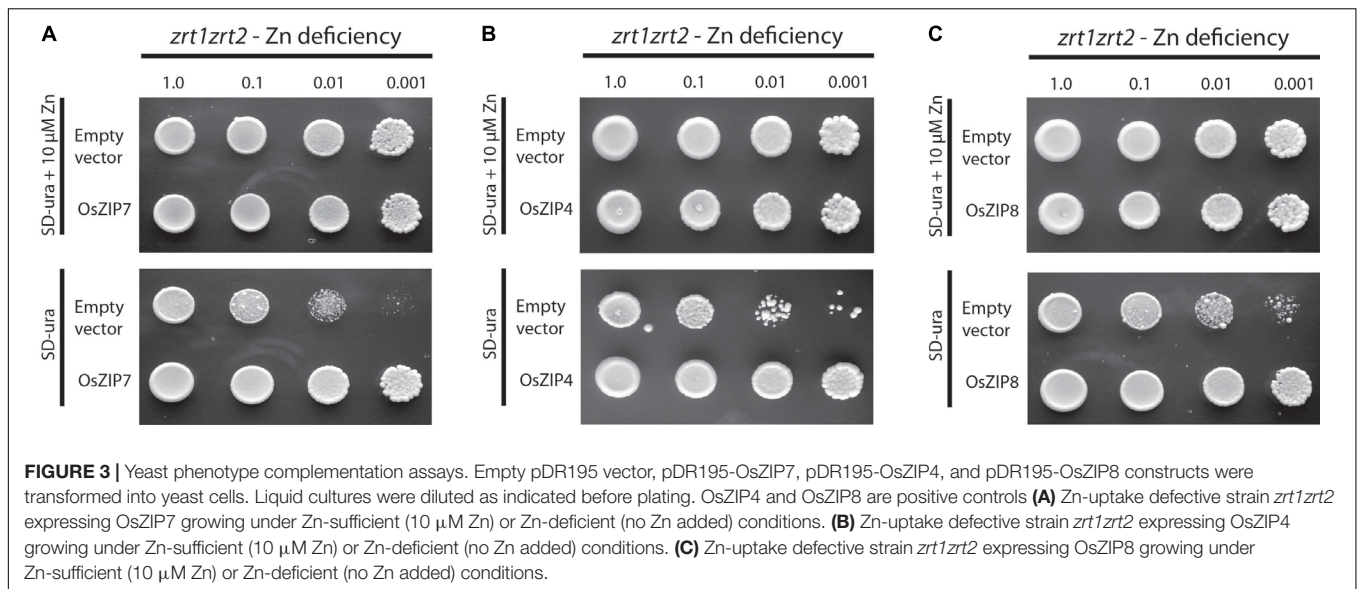 A
zrt1zrt2 - Zn deficiency
1.0 0.1 0.01 0.001
SD-ura + 10 µM Zn
Empty
vector
OsZIP7
SD-ura
Empty
vector
OsZIP7
B
zrt1zrt2 - Zn deficiency
1.0 0.1 0.01 0.001
SD-ura + 10 µM Zn
Empty
vector
OsZIP4
SD-ura
Empty
vector
OsZIP4
C
zrt1zrt2 - Zn deficiency
1.0 0.1 0.01 0.001
SD-ura + 10 µM Zn
Empty
vector
OsZIP8
SD-ura
Empty
vector
OsZIP8
FIGURE 3 | Yeast phenotype complementation assays. Empty pDR195 vector, pDR195-OsZIP7, pDR195-OsZIP4, and pDR195-OsZIP8 constructs were
transformed into yeast cells. Liquid cultures were diluted as indicated before plating. OsZIP4 and OsZIP8 are positive controls (A) Zn-uptake defective strain zrt1zrt2
expressing OsZIP7 growing under Zn-sufficient (10 µM Zn) or Zn-deficient (no Zn added) conditions. (B) Zn-uptake defective strain zrt1zrt2 expressing OsZIP4
growing under Zn-sufficient (10 µM Zn) or Zn-deficient (no Zn added) conditions. (C) Zn-uptake defective strain zrt1zrt2 expressing OsZIP8 growing under
Zn-sufficient (10 µM Zn) or Zn-deficient (no Zn added) conditions.